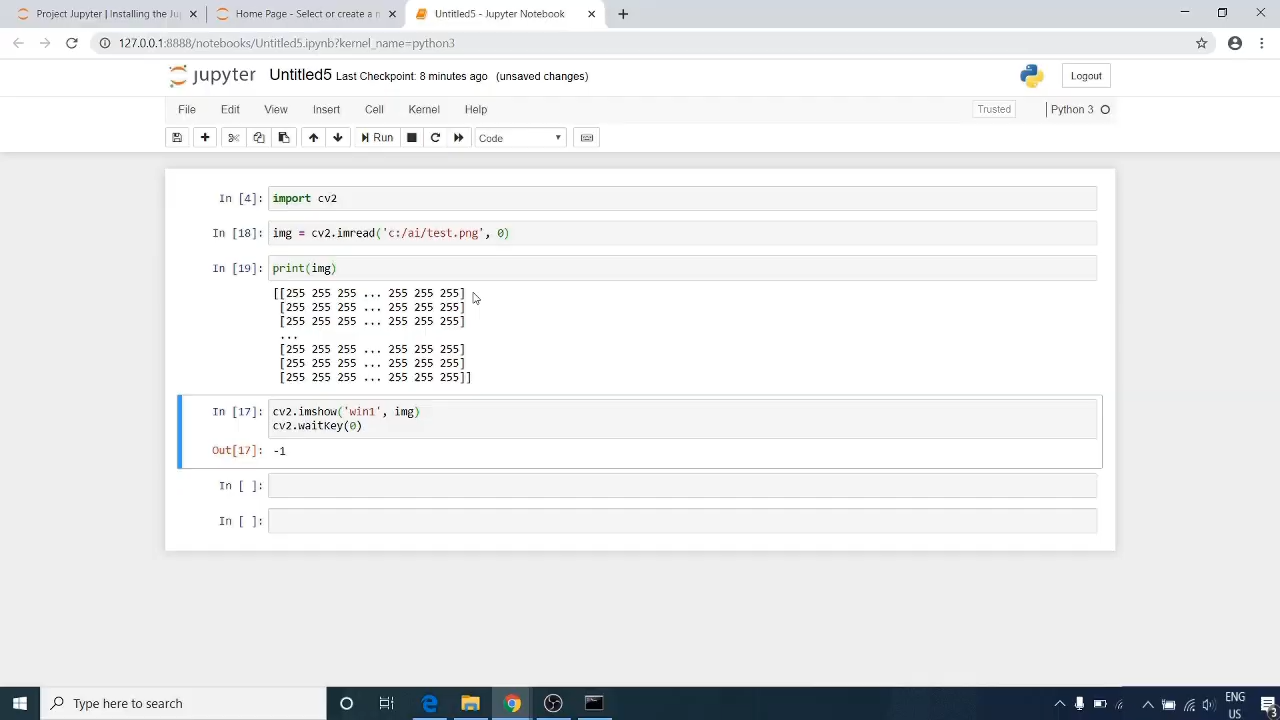 Project Jupyter | Installing the Ju
Home Page - Select or create a n
Untitled5 - Jupyter Notebook
127.0.0.1:8888/notebooks/Untitled5.ipynb?kernel_name=python3
jupyter Untitled5 Last Checkpoint: 8 minutes ago (unsaved changes)
Logout
File Edit View Insert Cell Kernel Help
Trusted
Python 3
Run
Code
In [4]: import cv2
In [18]: img = cv2.imread('c:/ai/test.png', 0)
In [19]: print(img)
[[255 255 255 ... 255 255 255]
[255 255 255 ... 255 255 255]
[255 255 255 ... 255 255 255]
...
[255 255 255 ... 255 255 255]
[255 255 255 ... 255 255 255]
[255 255 255 ... 255 255 255]]
In [17]: cv2.imshow('win1', img)
cv2.waitKey(0)
Out[17]: -1
In [ ]:
In [ ]:
Type here to search
ENG
US
3